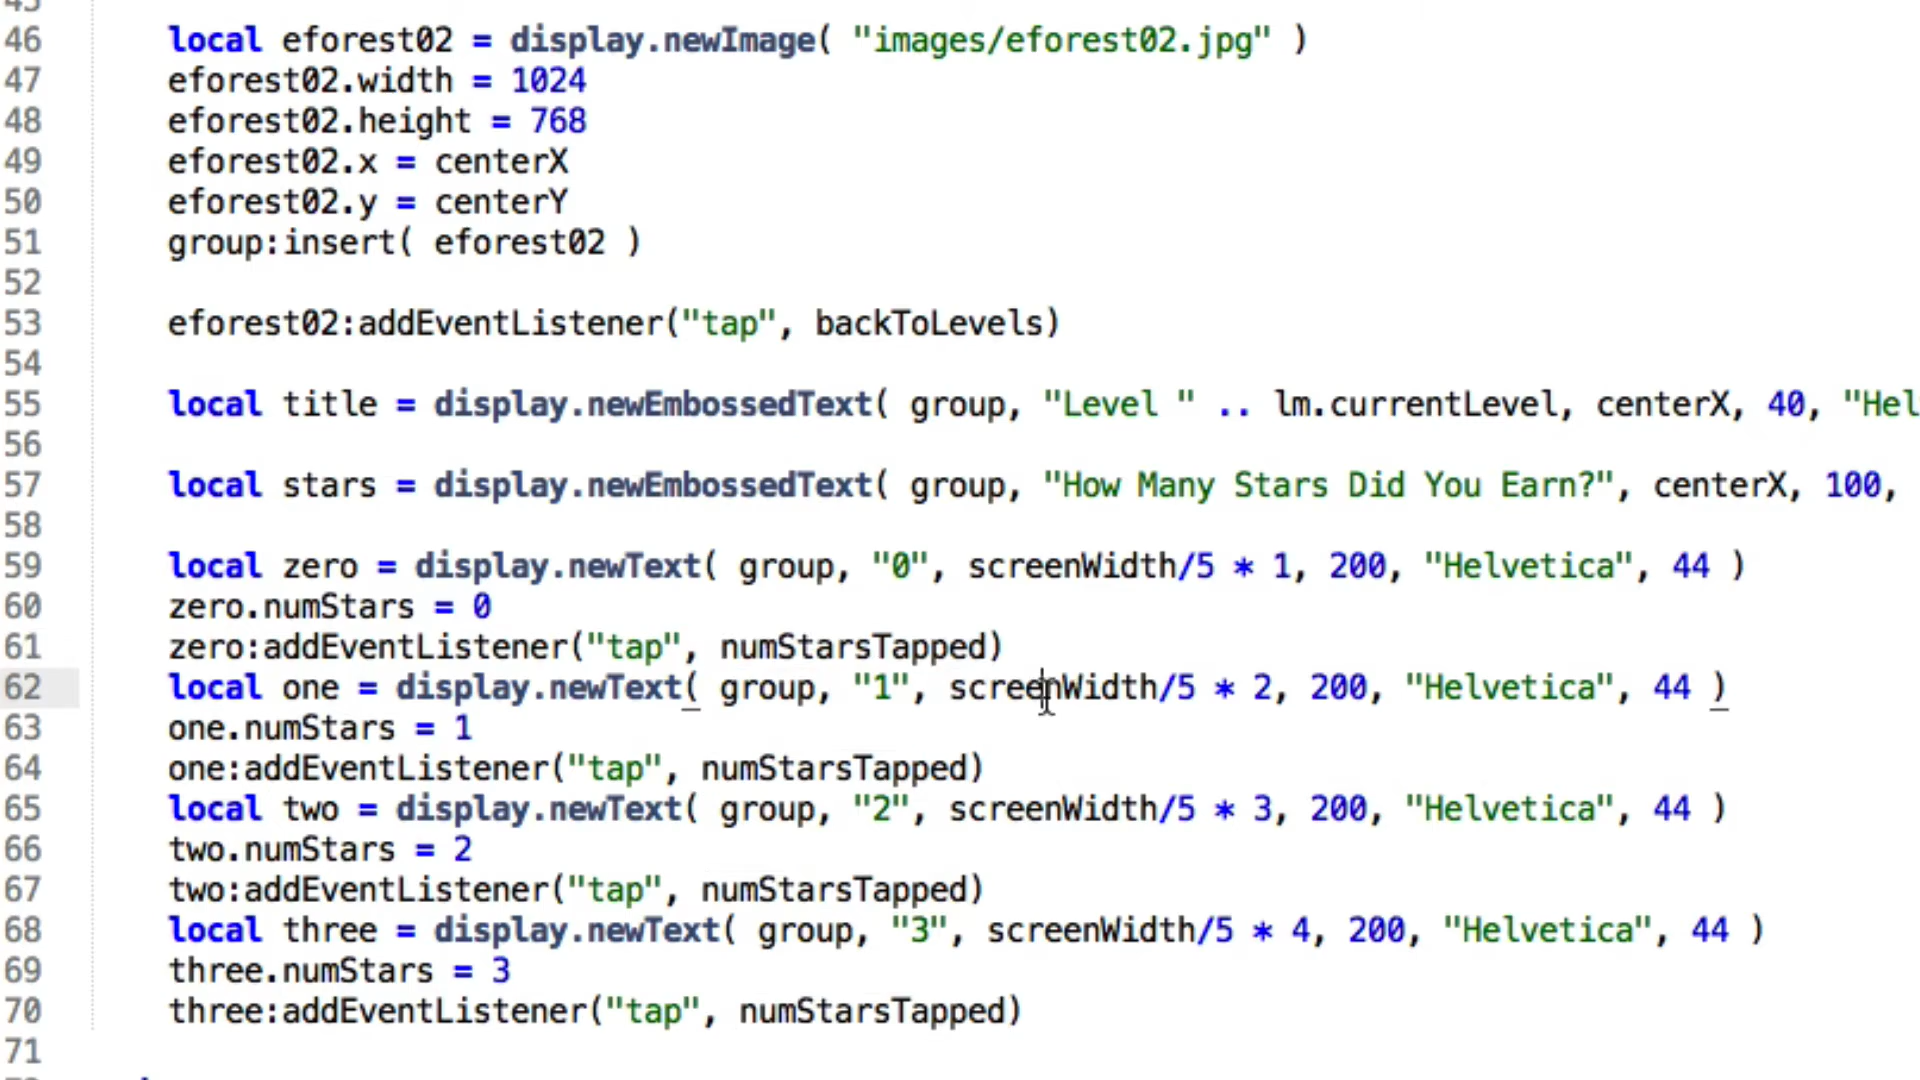 46 local eforest02 = display.newImage( "images/eforest02.jpg" )
47 eforest02.width = 1024
48 eforest02.height = 768
49 eforest02.x = centerX
50 eforest02.y = centerY
51 group:insert( eforest02 )
52
53 eforest02:addEventListener("tap", backToLevels)
54
55 local title = display.newEmbossedText( group, "Level " .. lm.currentLevel, centerX, 40, "Hel
56
57 local stars = display.newEmbossedText( group, "How Many Stars Did You Earn?", centerX, 100,
58
59 local zero = display.newText( group, "0", screenWidth/5 * 1, 200, "Helvetica", 44 )
60 zero.numStars = 0
61 zero:addEventListener("tap", numStarsTapped)
62 local one = display.newText( group, "1", screenWidth/5 * 2, 200, "Helvetica", 44 )
63 one.numStars = 1
64 one:addEventListener("tap", numStarsTapped)
65 local two = display.newText( group, "2", screenWidth/5 * 3, 200, "Helvetica", 44 )
66 two.numStars = 2
67 two:addEventListener("tap", numStarsTapped)
68 local three = display.newText( group, "3", screenWidth/5 * 4, 200, "Helvetica", 44 )
69 three.numStars = 3
70 three:addEventListener("tap", numStarsTapped)
71